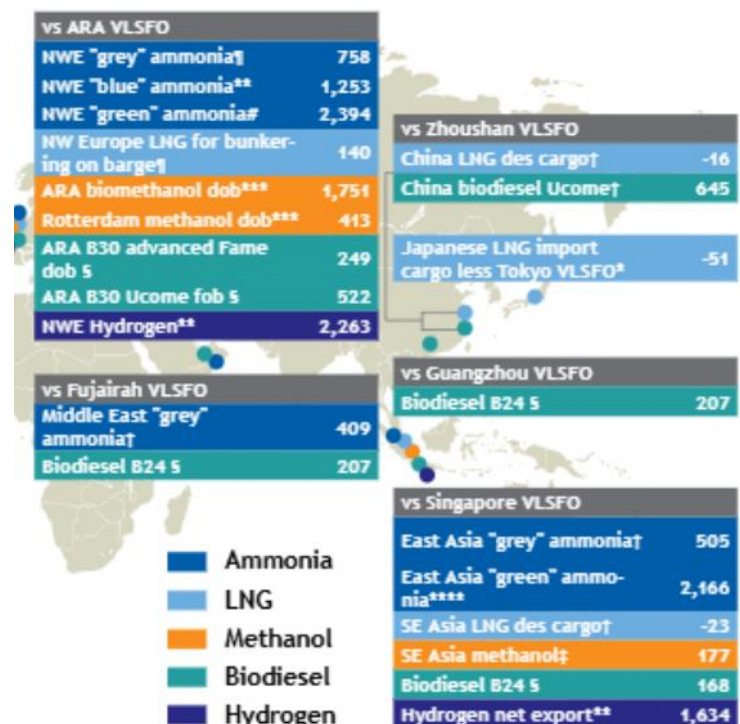 vs ARA VLSFO
NWE "grey" ammonia¶ 758
NWE "blue" ammonia** 1,253
NWE "green" ammonia# 2,394
NW Europe LNG for bunker-
ing on barge¶ 140
ARA biomethanol dob*** 1,751
Rotterdam methanol dob*** 413
ARA B30 advanced Fame
dob § 249
ARA B30 Ucome fob § 522
NWE Hydrogen** 2,263
vs Fujairah VLSFO
Middle East "grey"
ammonia† 409
Biodiesel B24 § 207
vs Zhoushan VLSFO
China LNG des cargo† -16
China biodiesel Ucome† 645
Japanese LNG import
cargo less Tokyo VLSFO* -51
vs Guangzhou VLSFO
Biodiesel B24 § 207
vs Singapore VLSFO
East Asia "grey" ammonia† 505
East Asia "green" ammo-
nia**** 2,166
SE Asia LNG des cargo† -23
SE Asia methanol‡ 177
Biodiesel B24 § 168
Hydrogen net export** 1,634
Ammonia
LNG
Methanol
Biodiesel
Hydrogen